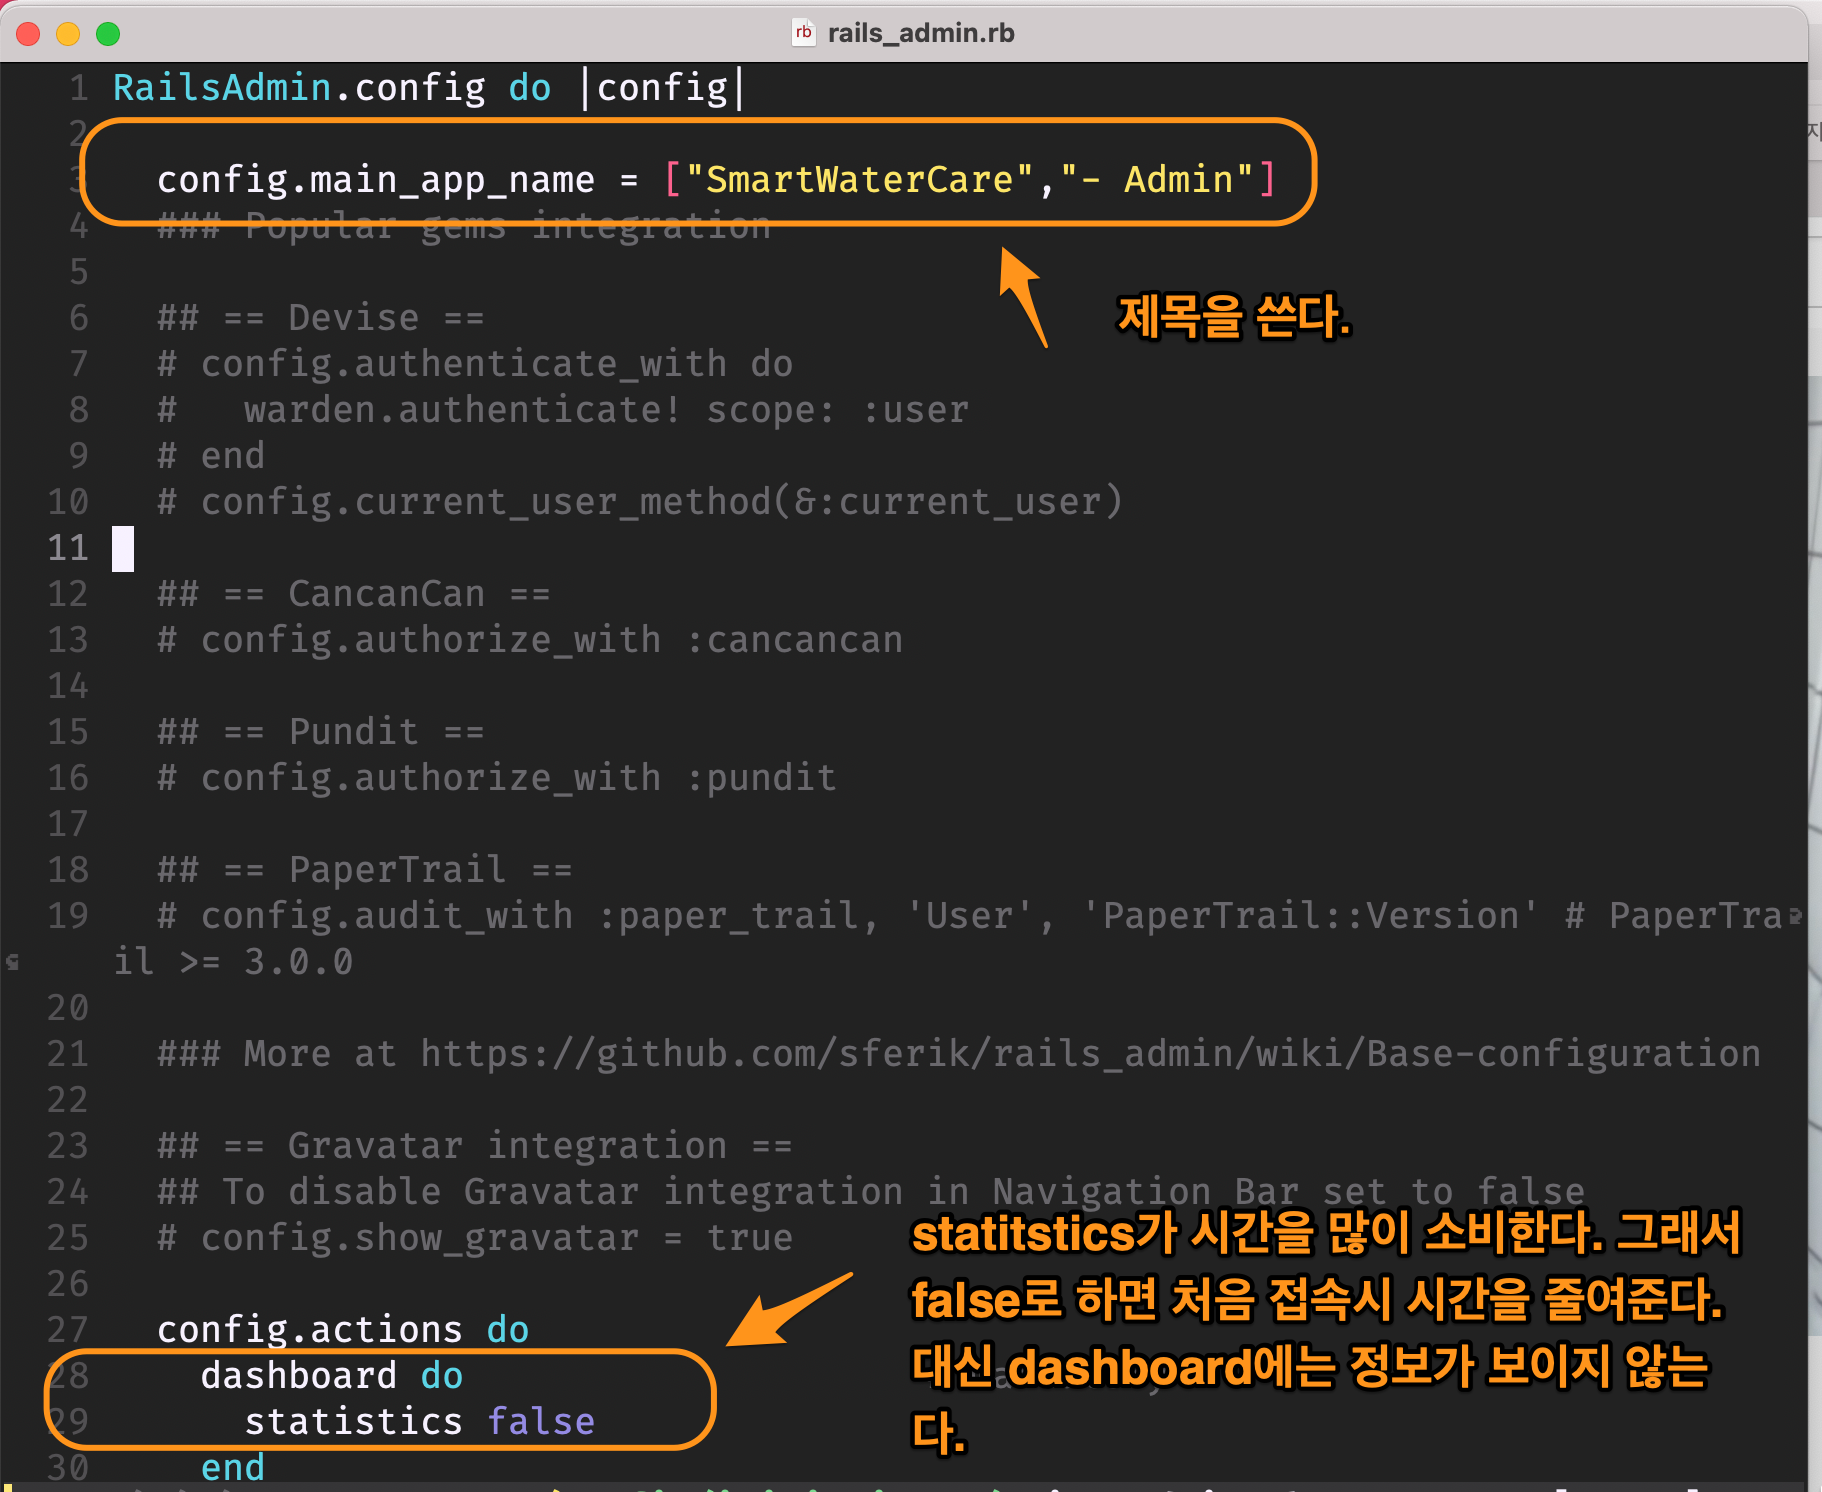 rb rails_admin.rb
1 RailsAdmin.config do |config|
2
3 config.main_app_name = ["SmartWaterCare","- Admin"]
4 ### Popular gems integration
5
제목을 쓴다.
6 ## == Devise ==
7 # config.authenticate_with do
8 #   warden.authenticate! scope: :user
9 # end
10 # config.current_user_method(&:current_user)
11
12 ## == CancanCan ==
13 # config.authorize_with :cancancan
14
15 ## == Pundit ==
16 # config.authorize_with :pundit
17
18 ## == PaperTrail ==
19 # config.audit_with :paper_trail, 'User', 'PaperTrail::Version' # PaperTra
il >= 3.0.0
20
21 ### More at https://github.com/sferik/rails_admin/wiki/Base-configuration
22
23 ## == Gravatar integration ==
24 ## To disable Gravatar integration in Navigation Bar set to false
25 # config.show_gravatar = true
26
27 config.actions do
28 dashboard do
29 statistics false
30 end
statitstics가 시간을 많이 소비한다. 그래서
false로 하면 처음 접속시 시간을 줄여준다.
대신 dashboard에는 정보가 보이지 않는
다.